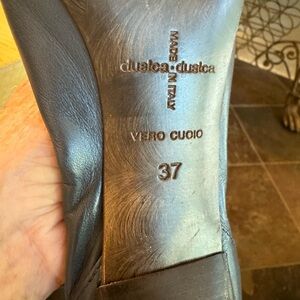 dusica·dusica
MADE IN ITALY
VERO CUOIO
37